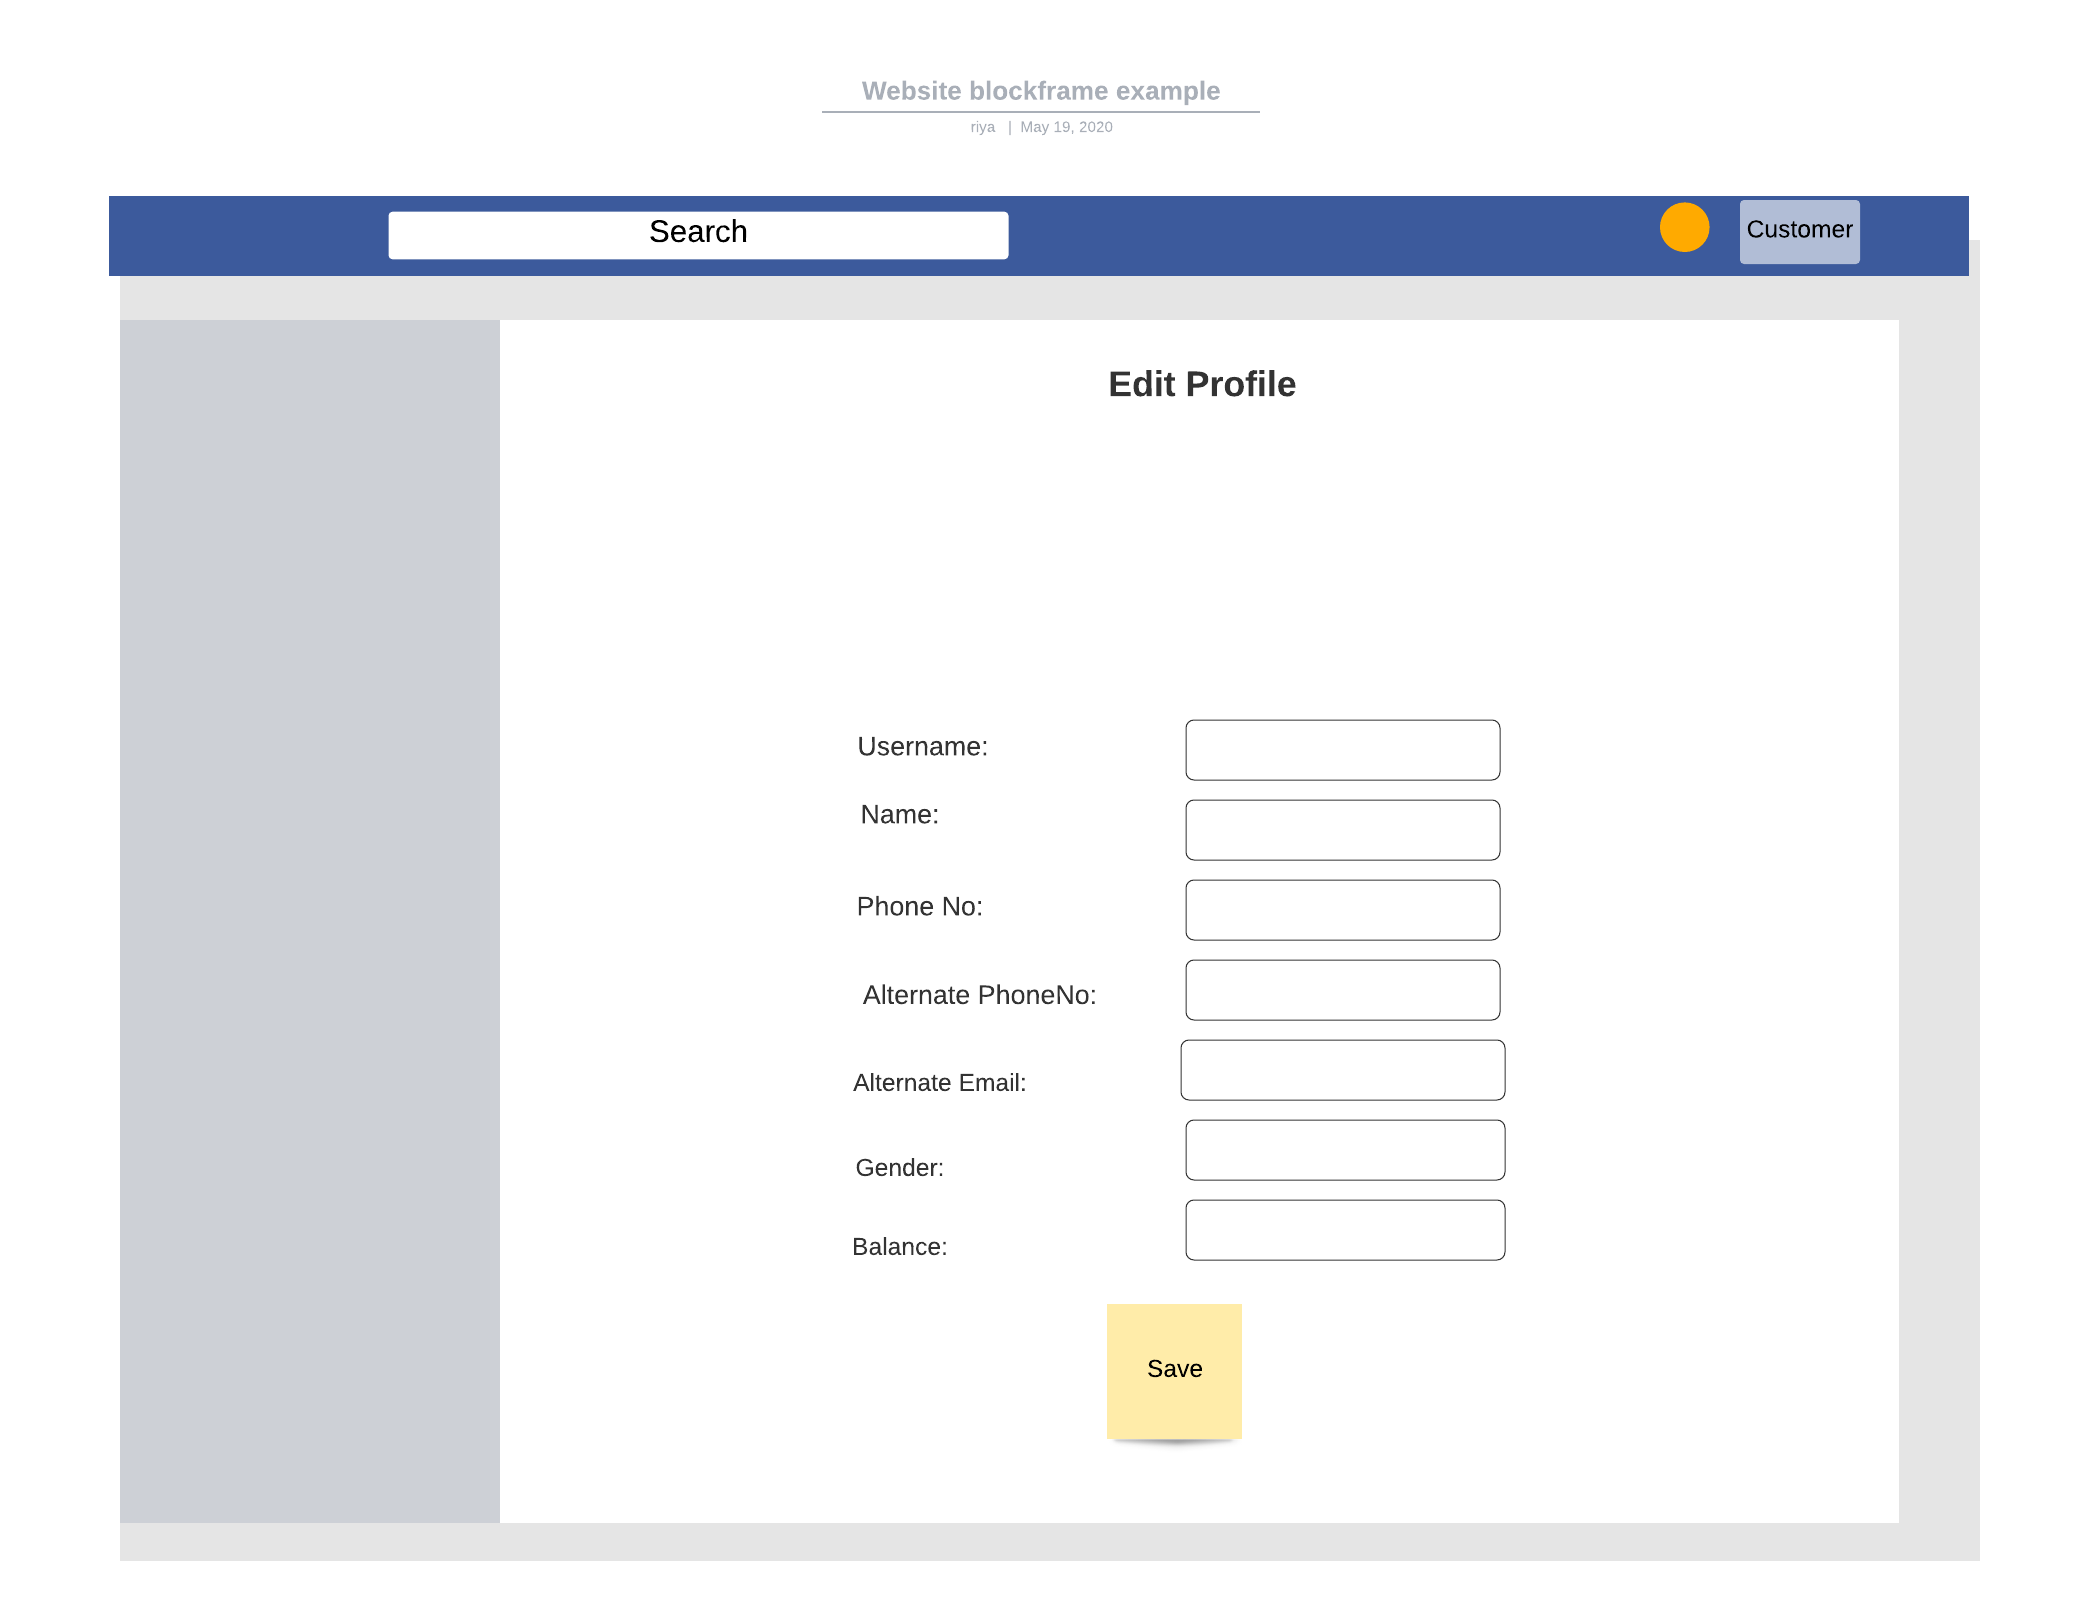 Website blockframe example
riya | May 19, 2020
Search
Customer
Edit Profile
Username:
Name:
Phone No:
Alternate PhoneNo:
Alternate Email:
Gender:
Balance:
Save